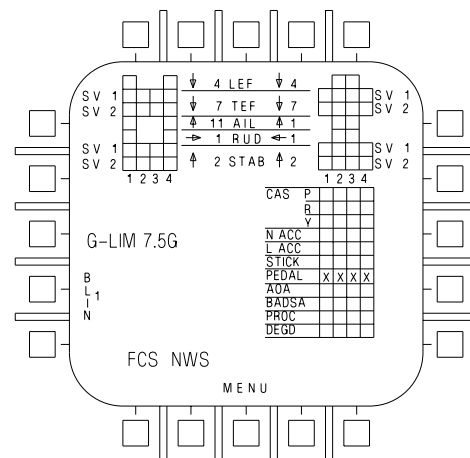 ↓ 4 LEF ↓ 4
SV 1 SV 1
SV 2 ↓ 7 TEF ↓ 7 SV 2
↑ 11 AIL ↑ 1
→ 1 RUD ← 1
SV 1 SV 1
SV 2 ↑ 2 STAB ↑ 2 SV 2
1 2 3 4 1 2 3 4
CAS P
R
Y
G-LIM 7.5G
N ACC
L ACC
STICK
PEDAL X X X X
AOA
BADSA
PROC
DEGD
BLIN 1
FCS NWS
MENU